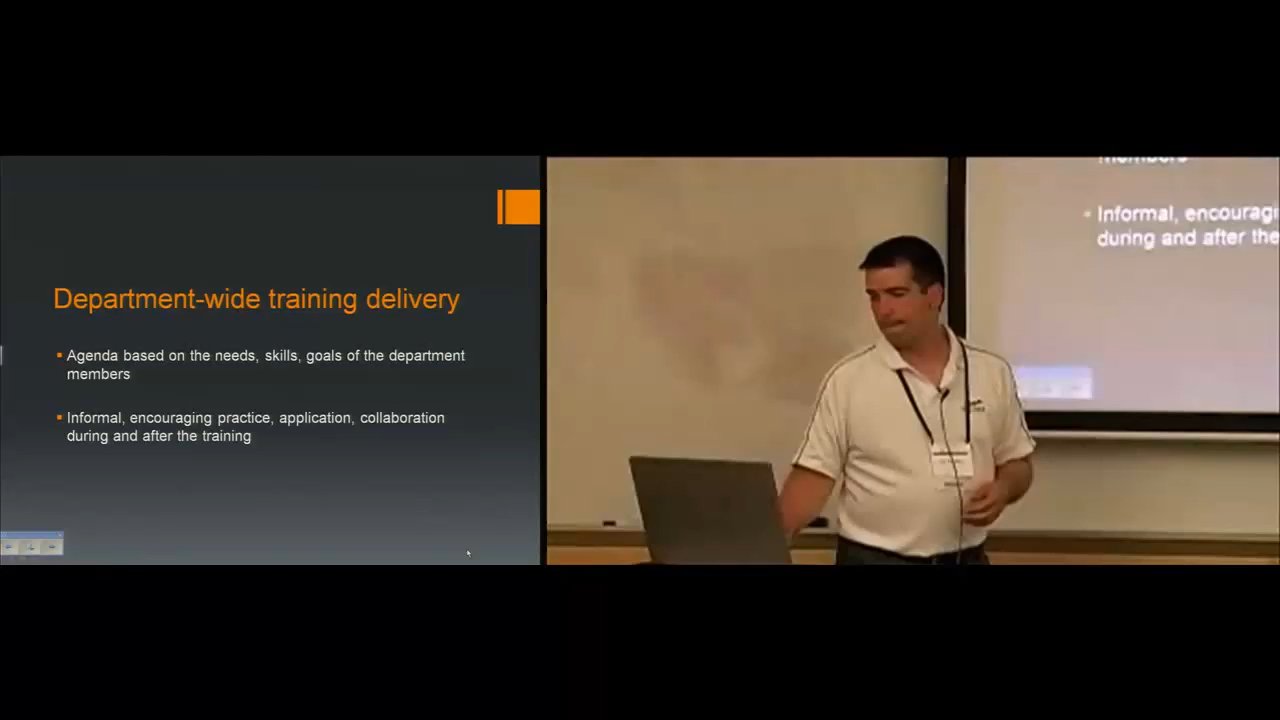 Department-wide training delivery
Agenda based on the needs, skills, goals of the department
members
Informal, encouraging practice, application, collaboration
during and after the training
members
Informal, encourag
during and after the